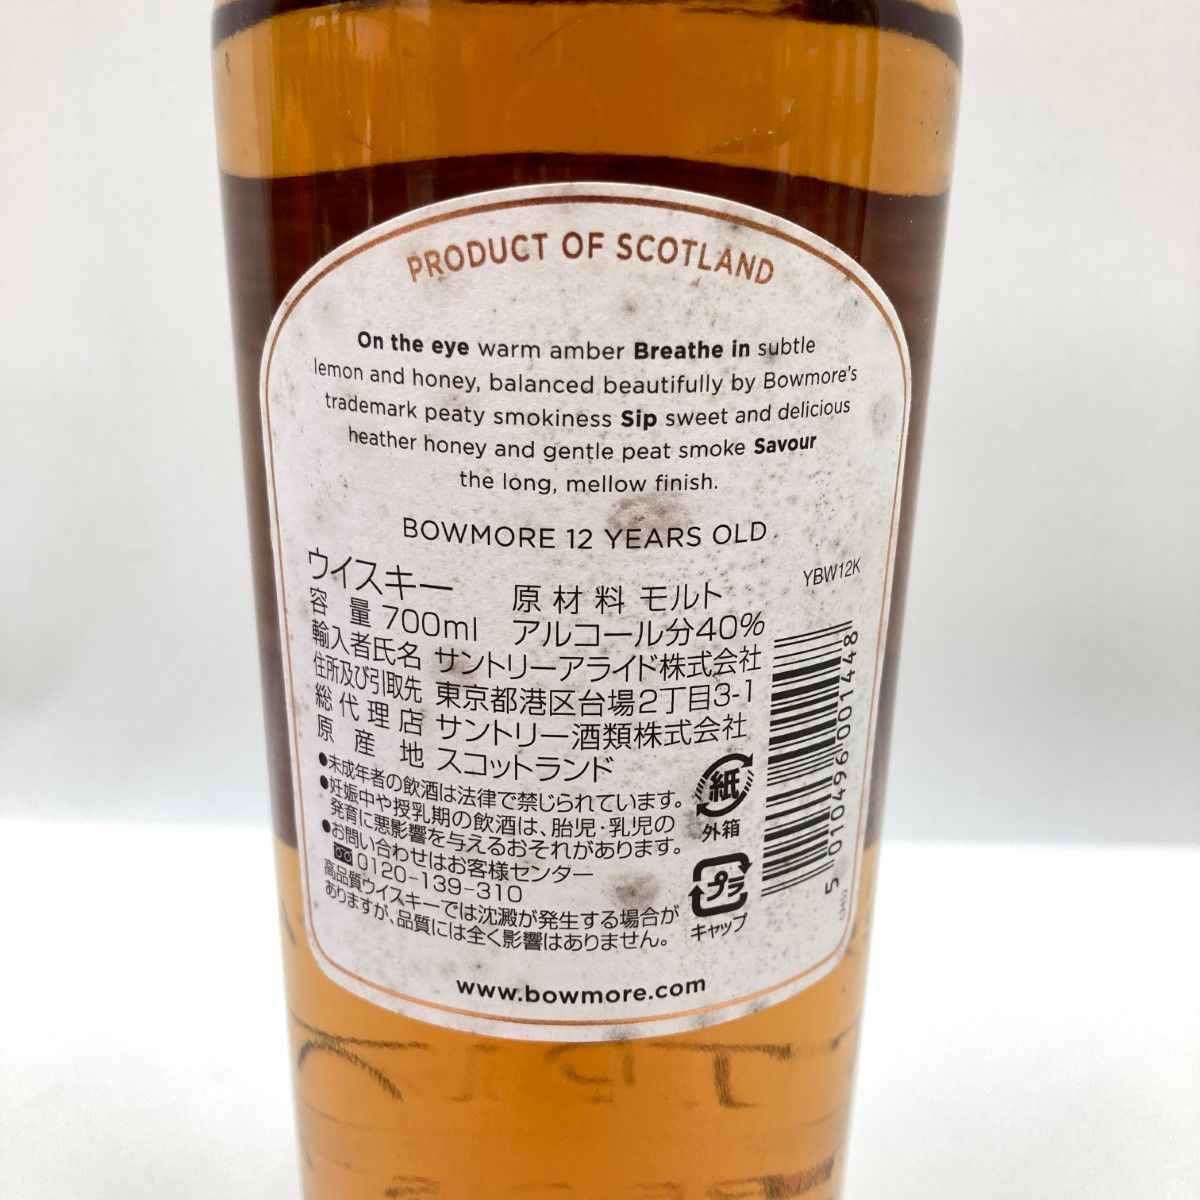 PRODUCT OF SCOTLAND
On the eye warm amber Breathe in subtle
lemon and honey, balanced beautifully by Bowmore's
trademark peaty smokiness Sip sweet and delicious
heather honey and gentle peat smoke Savour
the long, mellow finish.
BOWMORE 12 YEARS OLD
YBW12K
ウイスキー 原材料 モルト
容量 700ml アルコール分40%
輸入者氏名 サントリーアライド株式会社
住所及び引取先 東京都港区台場2丁目3-1
総代理店 サントリー酒類株式会社
原産地 スコットランド
●未成年者の飲酒は法律で禁じられています。
●妊娠中や授乳期の飲酒は、胎児・乳児の
発育に悪影響を与えるおそれがあります。
●お問い合わせはお客様センター
0120-139-310
高品質ウイスキーでは沈澱が発生する場合が
ありますが、品質には全く影響はありません。
紙
外箱
プラ
キャップ
5 010496 001448
www.bowmore.com